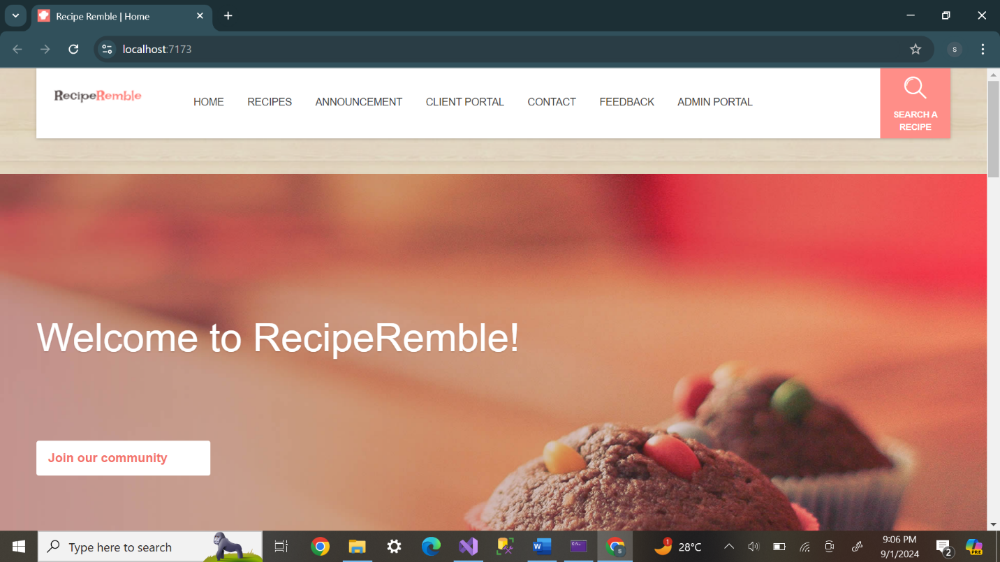 Recipe Remble | Home
localhost:7173
s
RecipeRemble
HOME RECIPES ANNOUNCEMENT CLIENT PORTAL CONTACT FEEDBACK ADMIN PORTAL
SEARCH A
RECIPE
Welcome to RecipeRemble!
Join our community
Type here to search
s
1
28°C
9:06 PM
9/1/2024
2
PRE